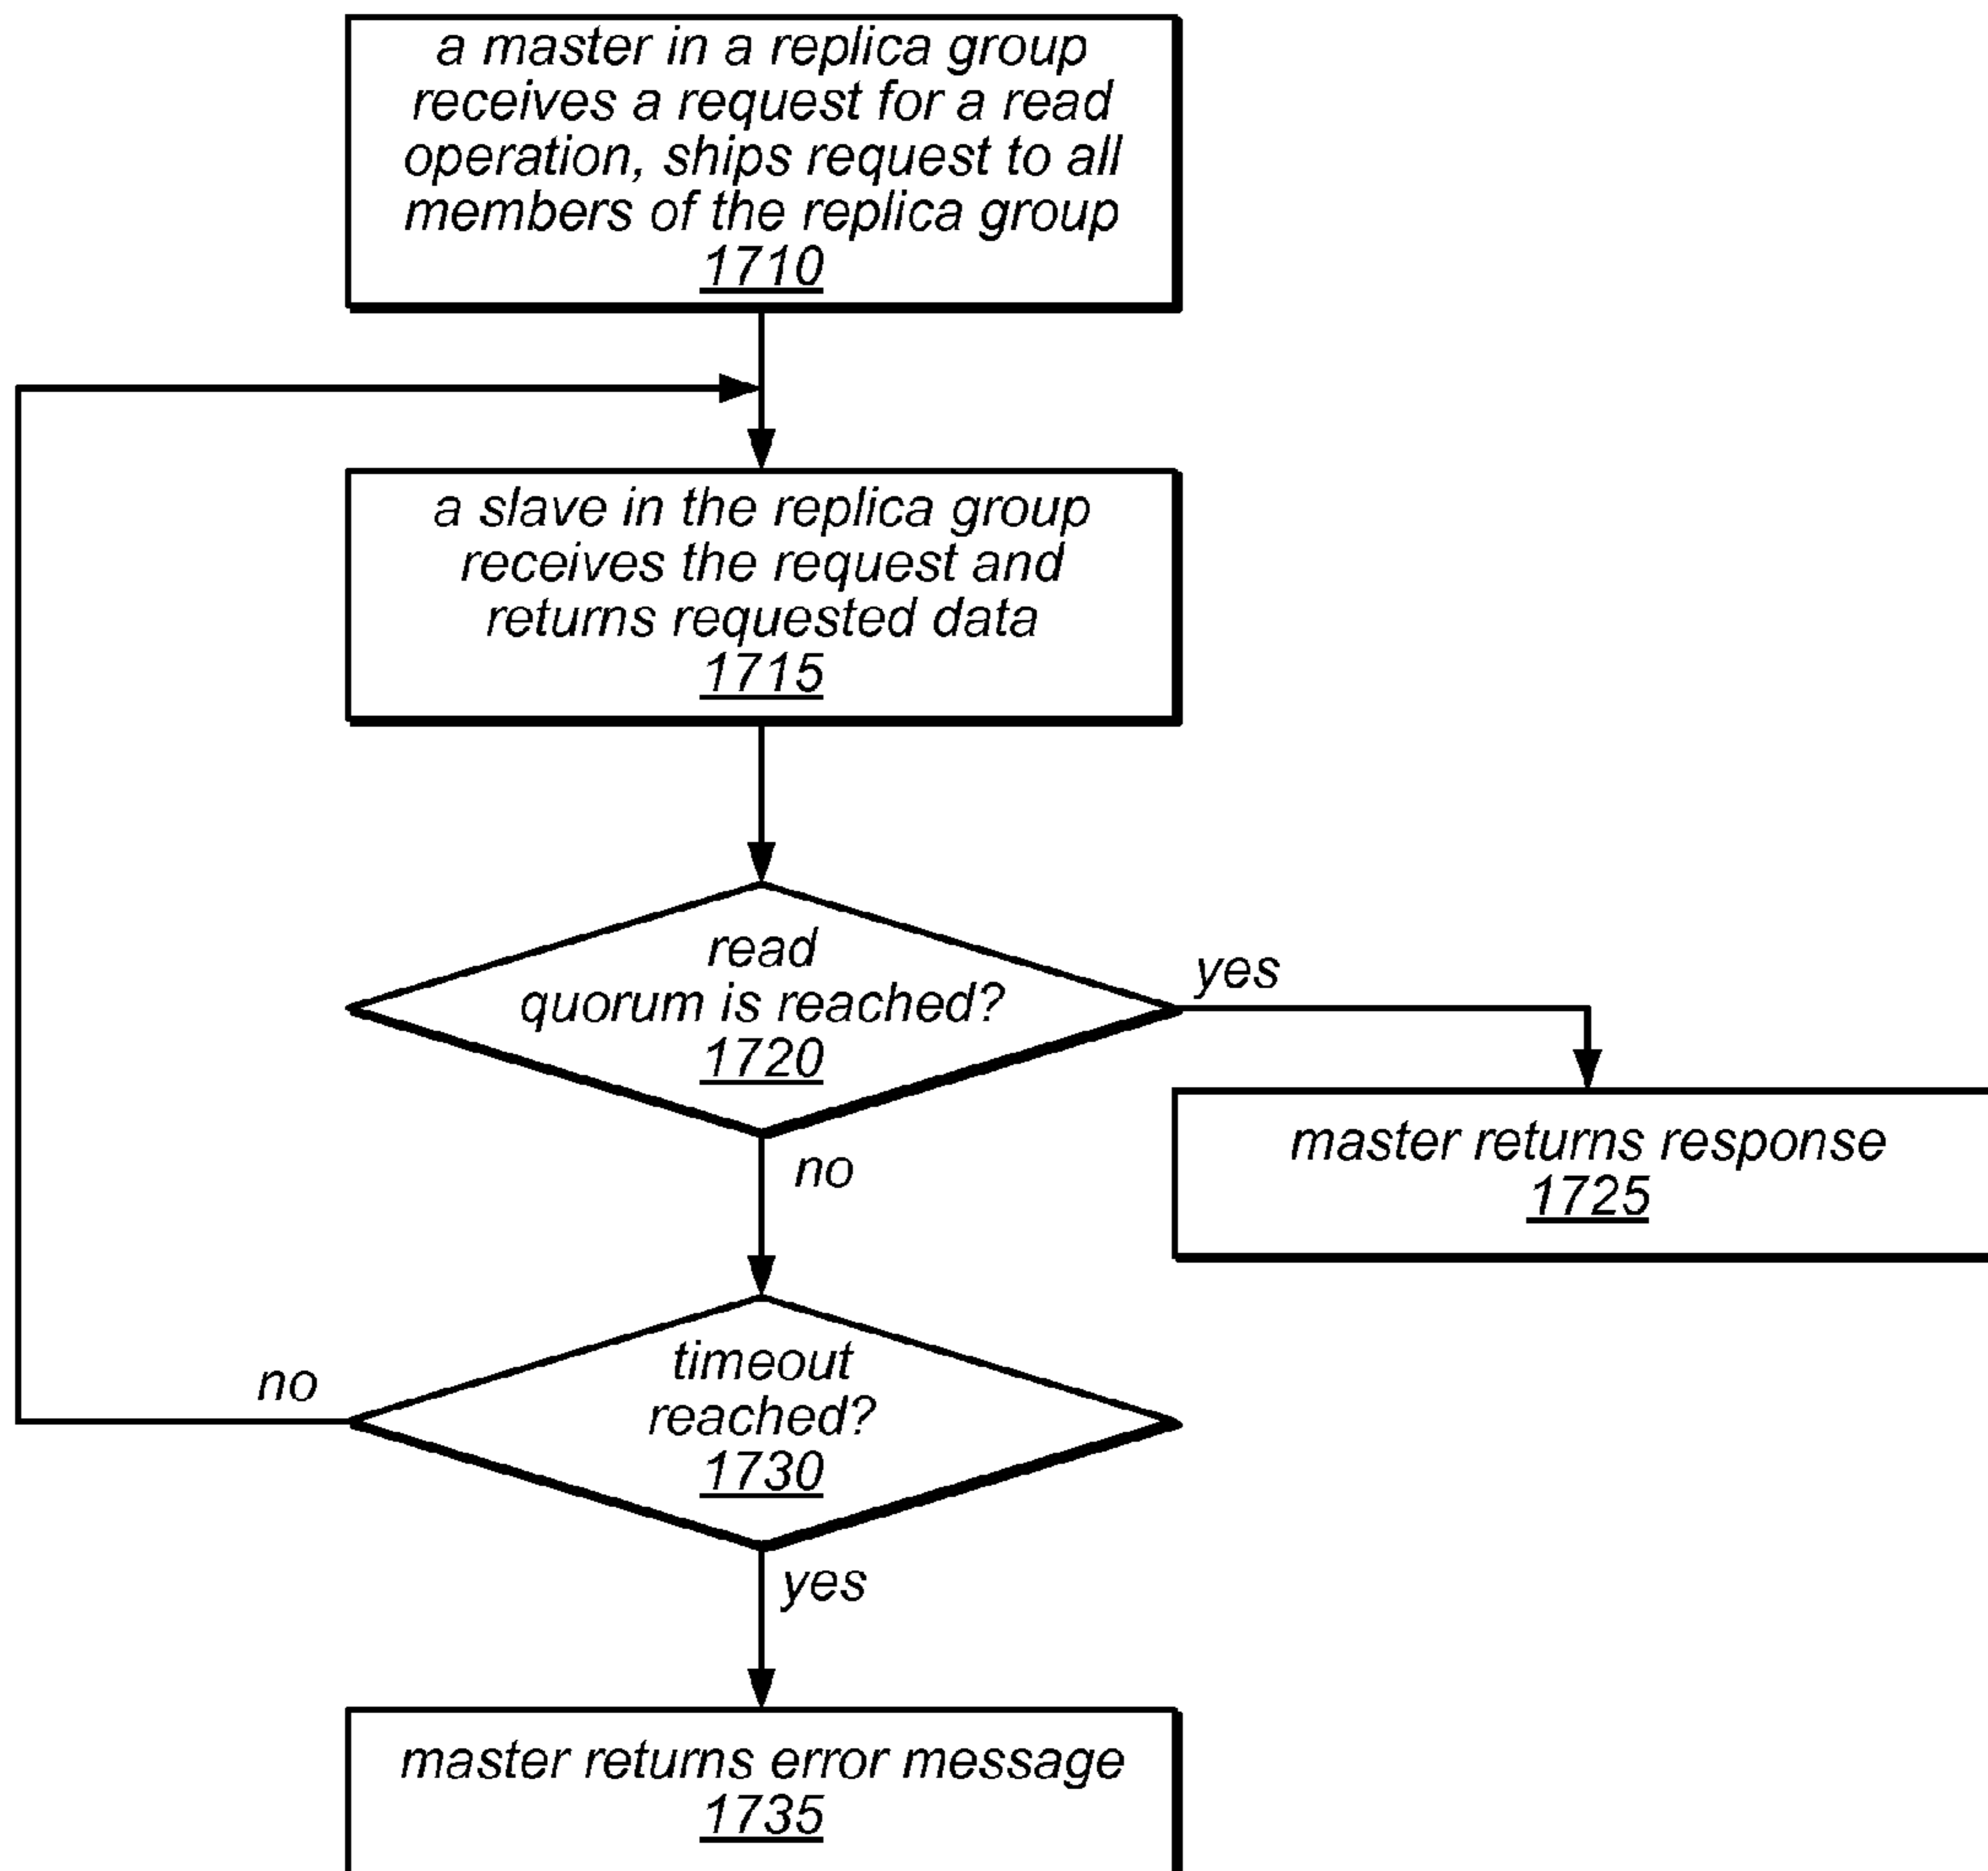 a master in a replica group
receives a request for a read
operation, ships request to all
members of the replica group
1710
a slave in the replica group
receives the request and
returns requested data
1715
read
quorum is reached?
1720
yes
no
master returns response
1725
timeout
reached?
1730
no
yes
master returns error message
1735